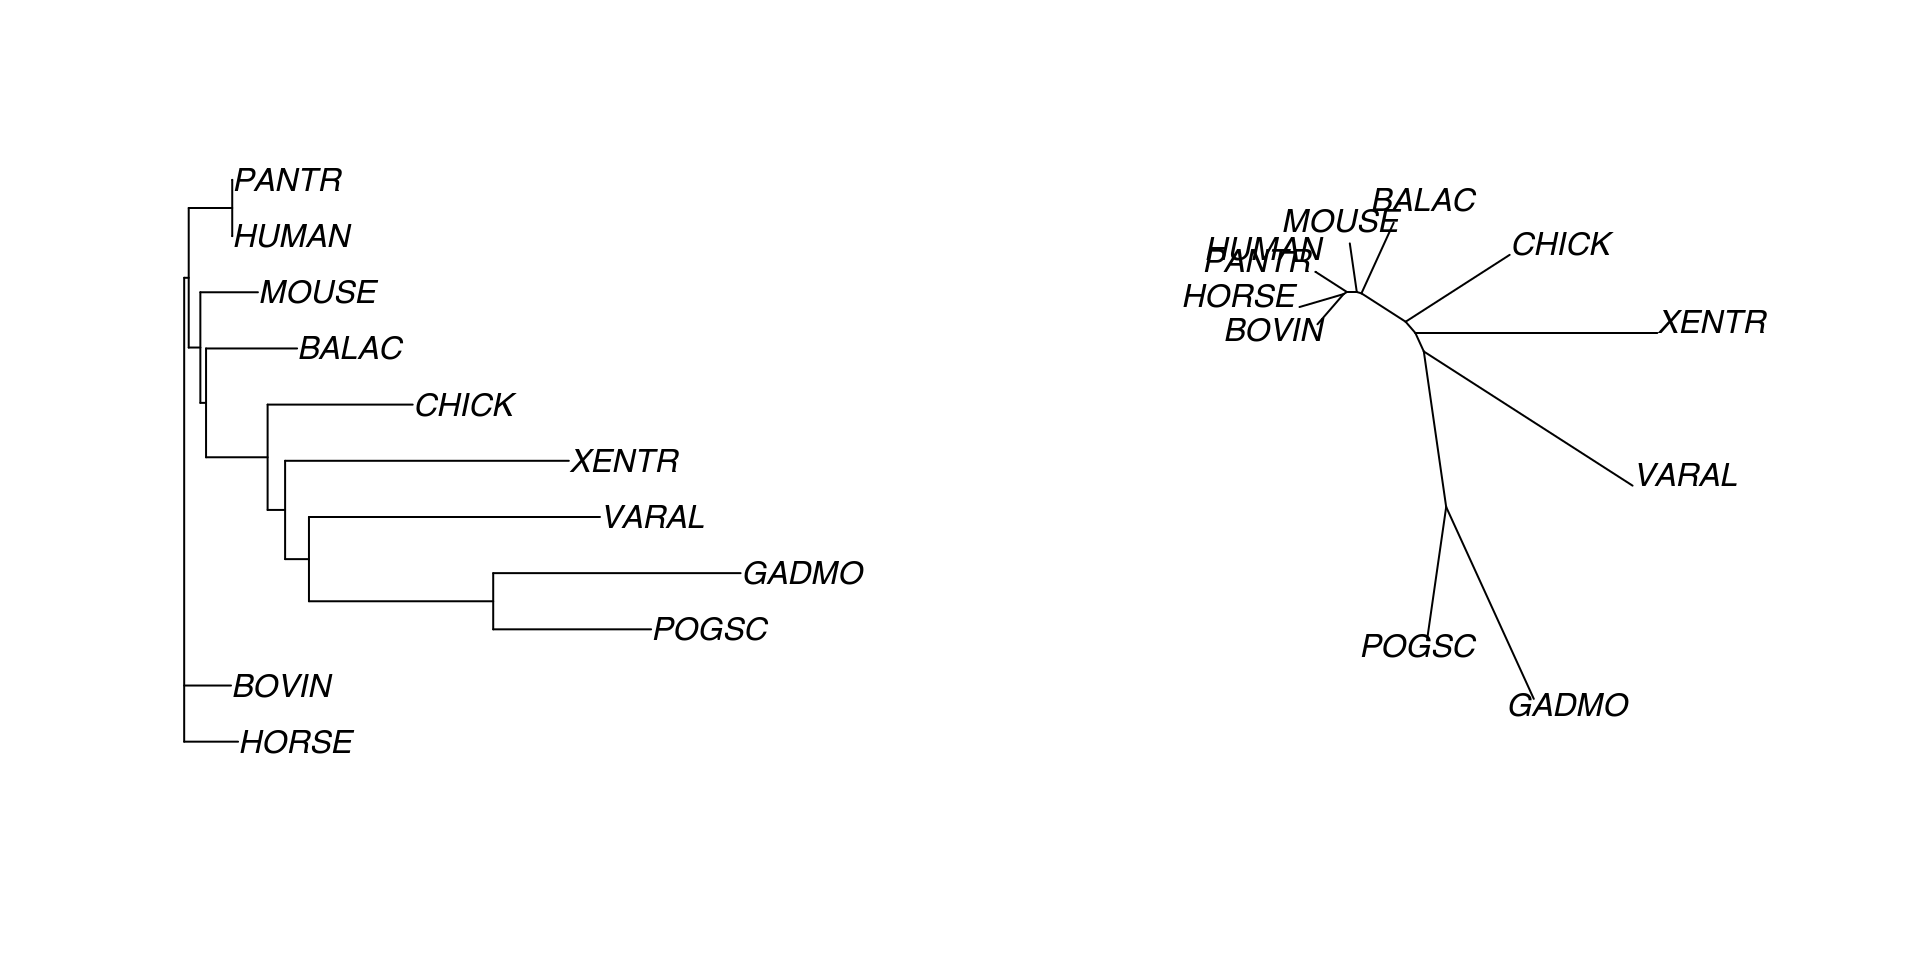 PANTR
HUMAN
MOUSE
BALAC
CHICK
XENTR
VARAL
GADMO
POGSC
BOVIN
HORSE
BALAC
MOUSE
CHICK
HUMAN
PANTR
HORSE
XENTR
BOVIN
VARAL
POGSC
GADMO